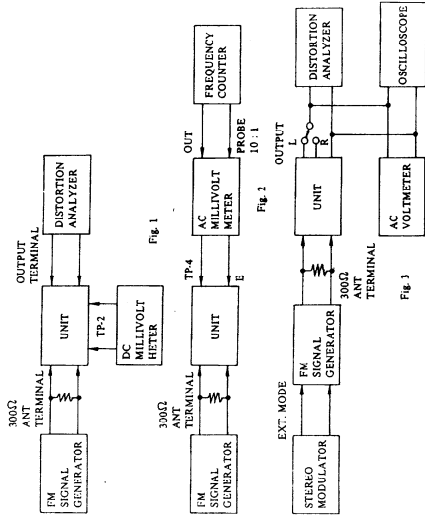 300Ω
ANT
TERMINAL
OUTPUT
TERMINAL
FM
SIGNAL
GENERATOR
UNIT
DISTORTION
ANALYZER
TP-2
DC
MILLIVOLT
HETER
Fig. 1
300Ω
ANT
TERMINAL
FM
SIGNAL
GENERATOR
UNIT
TP-4
E
AC
MILLIVOLT
METER
OUT
PROBE
10 : 1
FREQUENCY
COUNTER
Fig. 2
EXT. MODE
STEREO
MODULATOR
FM
SIGNAL
GENERATOR
300Ω
ANT
TERMINAL
UNIT
OUTPUT
L
R
DISTORTION
ANALYZER
AC
VOLTMETER
OSCILLOSCOPE
Fig. 3